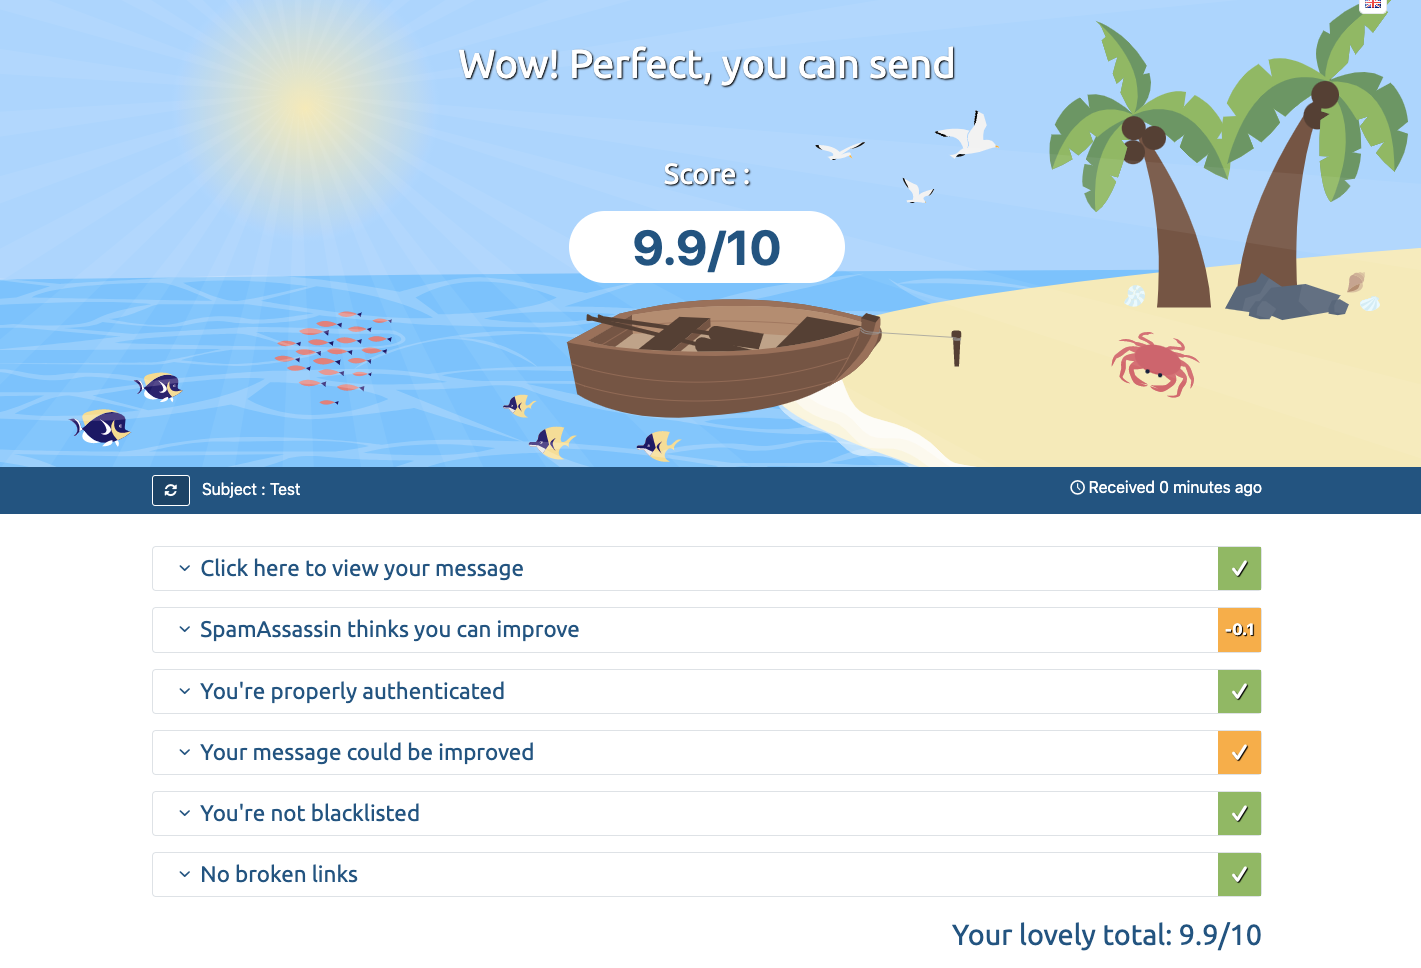 Wow! Perfect, you can send
Score :
9.9/10
Subject : Test
Received 0 minutes ago
Click here to view your message
SpamAssassin thinks you can improve
-0.1
You're properly authenticated
Your message could be improved
You're not blacklisted
No broken links
Your lovely total: 9.9/10